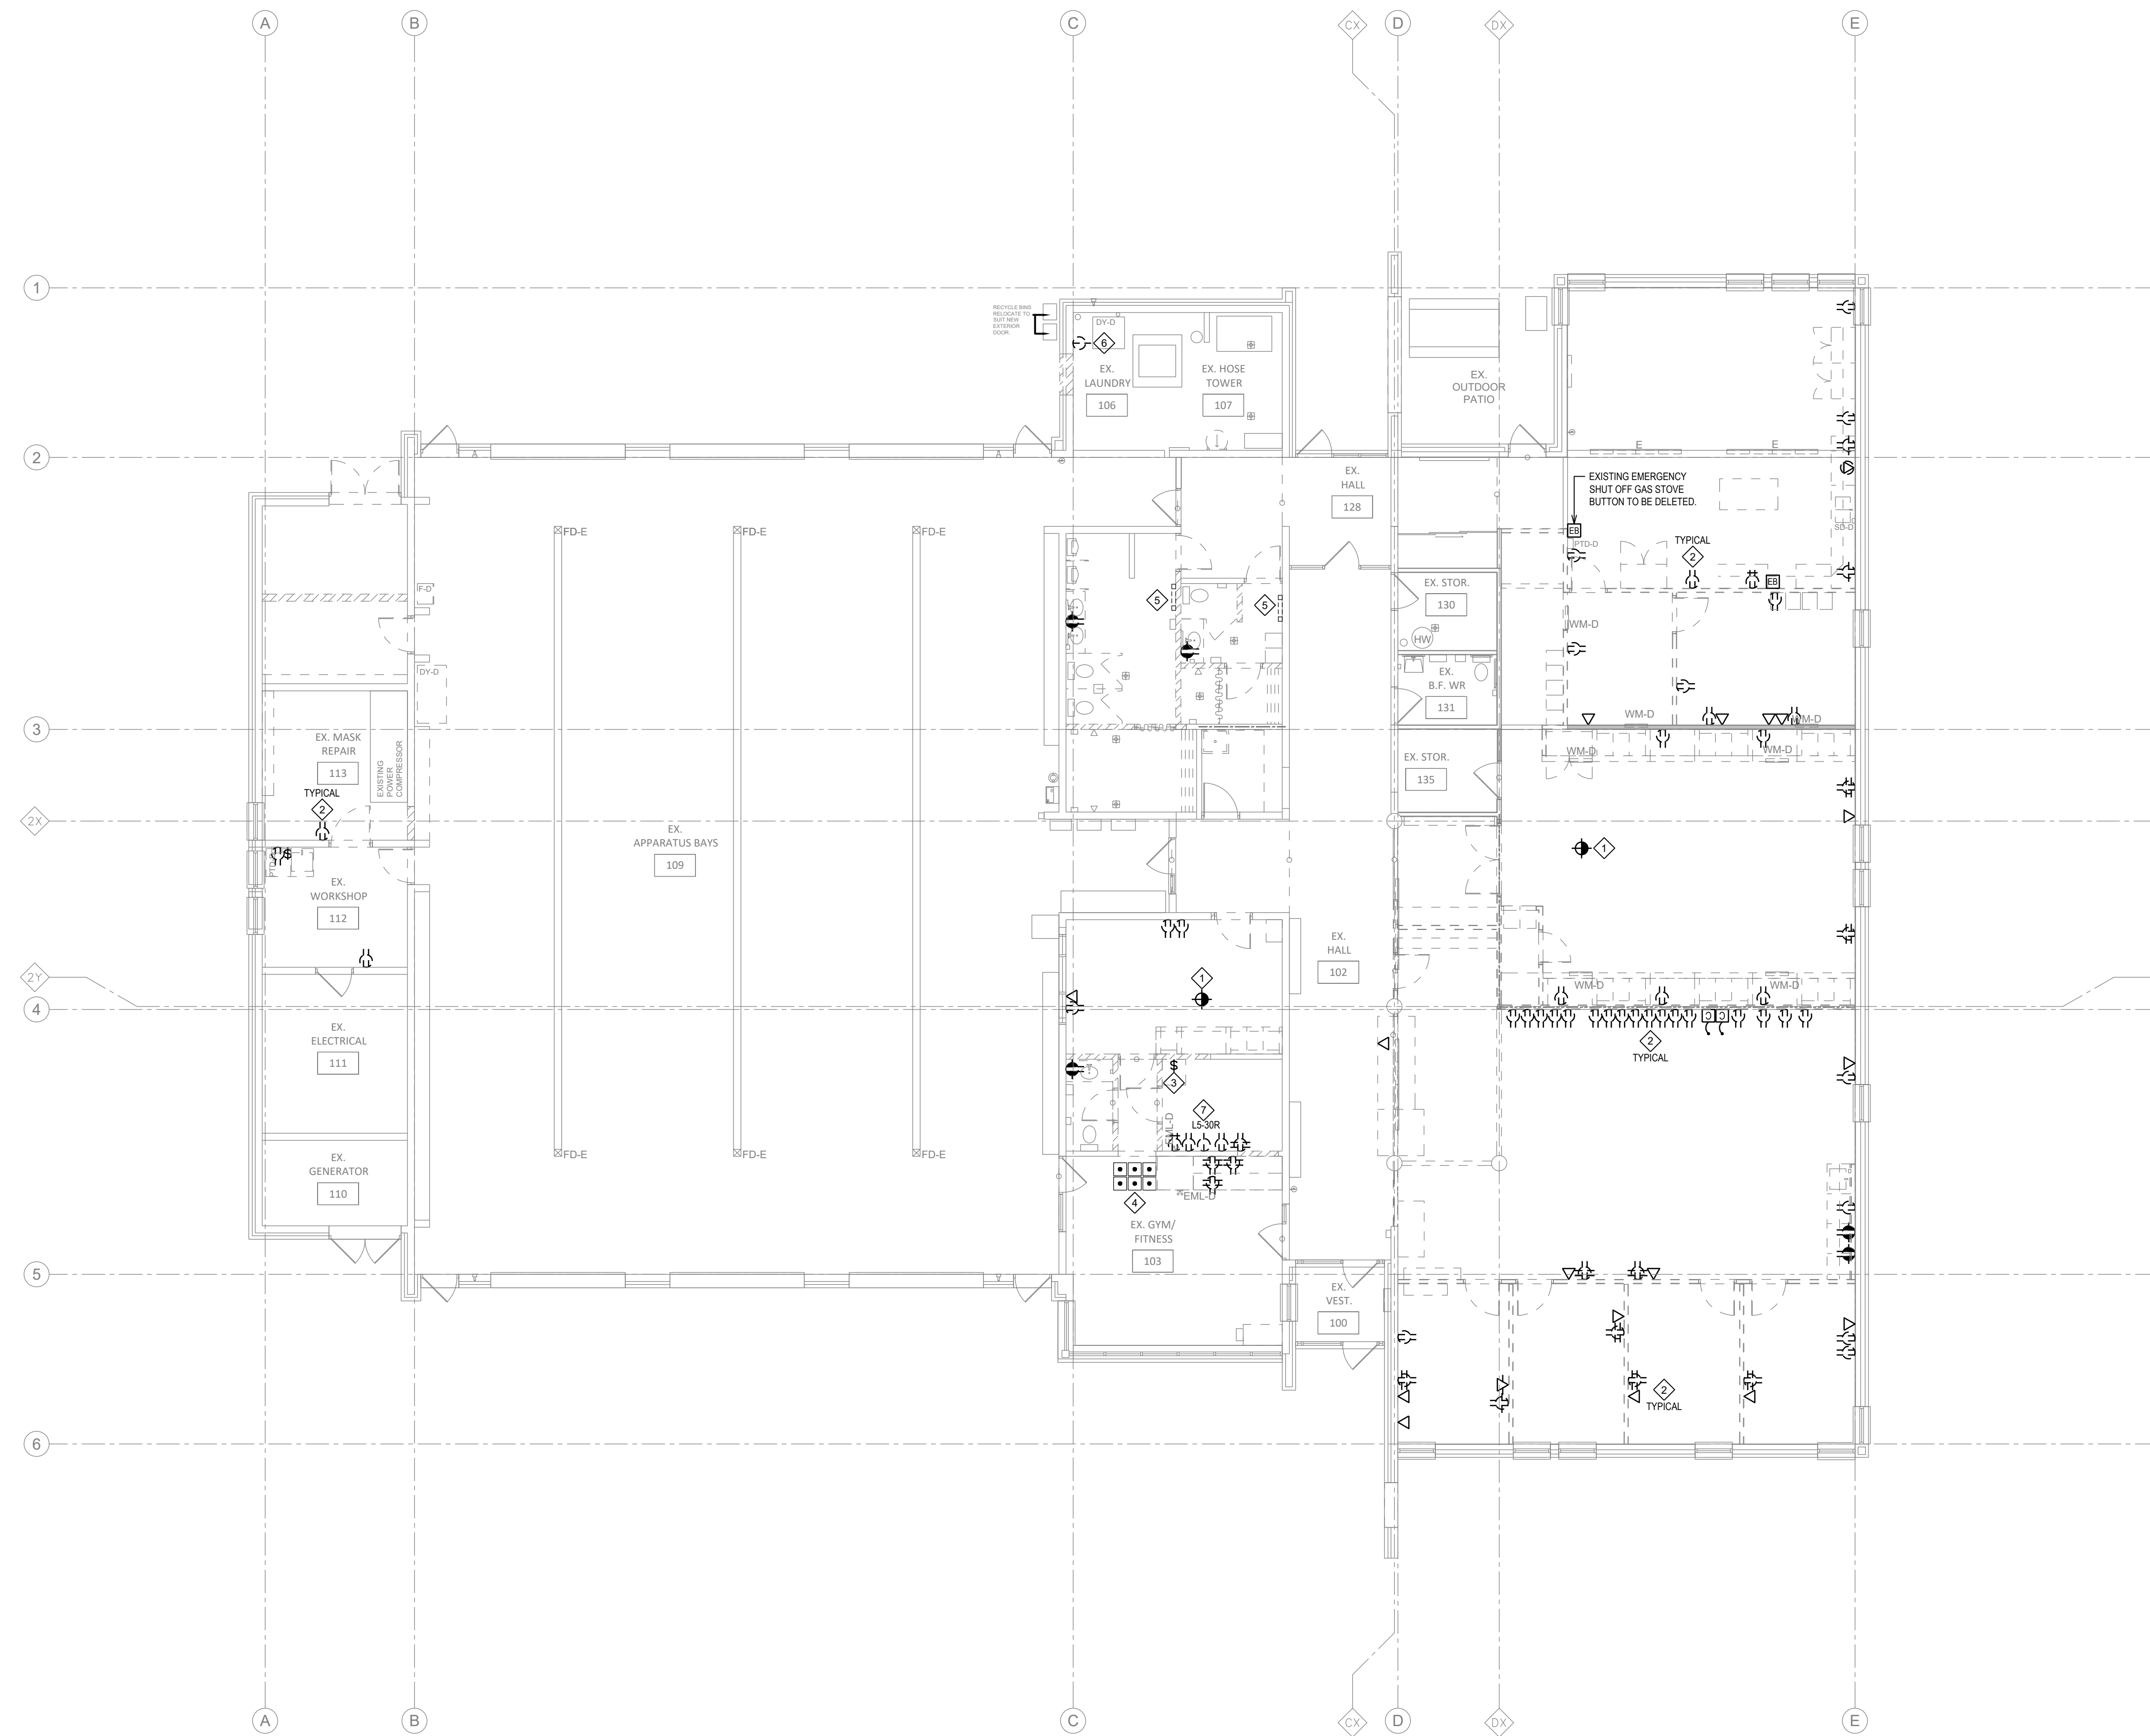 A
B
C
CX
D
DX
E
1
RECYCLE BINS
RELOCATE TO
SUIT NEW
EXTERIOR
DOOR.
DY-D
6
EX.
LAUNDRY
106
EX. HOSE
TOWER
107
EX.
OUTDOOR
PATIO
2
E
E
EX.
HALL
128
EXISTING EMERGENCY
SHUT OFF GAS STOVE
BUTTON TO BE DELETED.
EB
PTD-D
SD-D
TYPICAL
2
EB
FD-E
FD-E
FD-E
F-D
5
5
EX. STOR.
130
HW
WM-D
DY-D
EX.
B.F. WR
131
3
WM-D
WM-D
WM-D
WM-D
EX. MASK
REPAIR
113
EXISTING
POWER
COMPRESSOR
TYPICAL
2
EX. STOR.
135
2X
EX.
APPARATUS BAYS
109
1
$
EX.
WORKSHOP
112
EX.
HALL
102
2Y
1
WM-D
WM-D
4
2
TYPICAL
EX.
ELECTRICAL
111
$
3
7
L5-30R
EML-D
FD-E
FD-E
FD-E
EX.
GENERATOR
110
4
EML-D
EX. GYM/
FITNESS
103
5
EX.
VEST.
100
2
TYPICAL
6
A
B
C
CX
D
DX
E